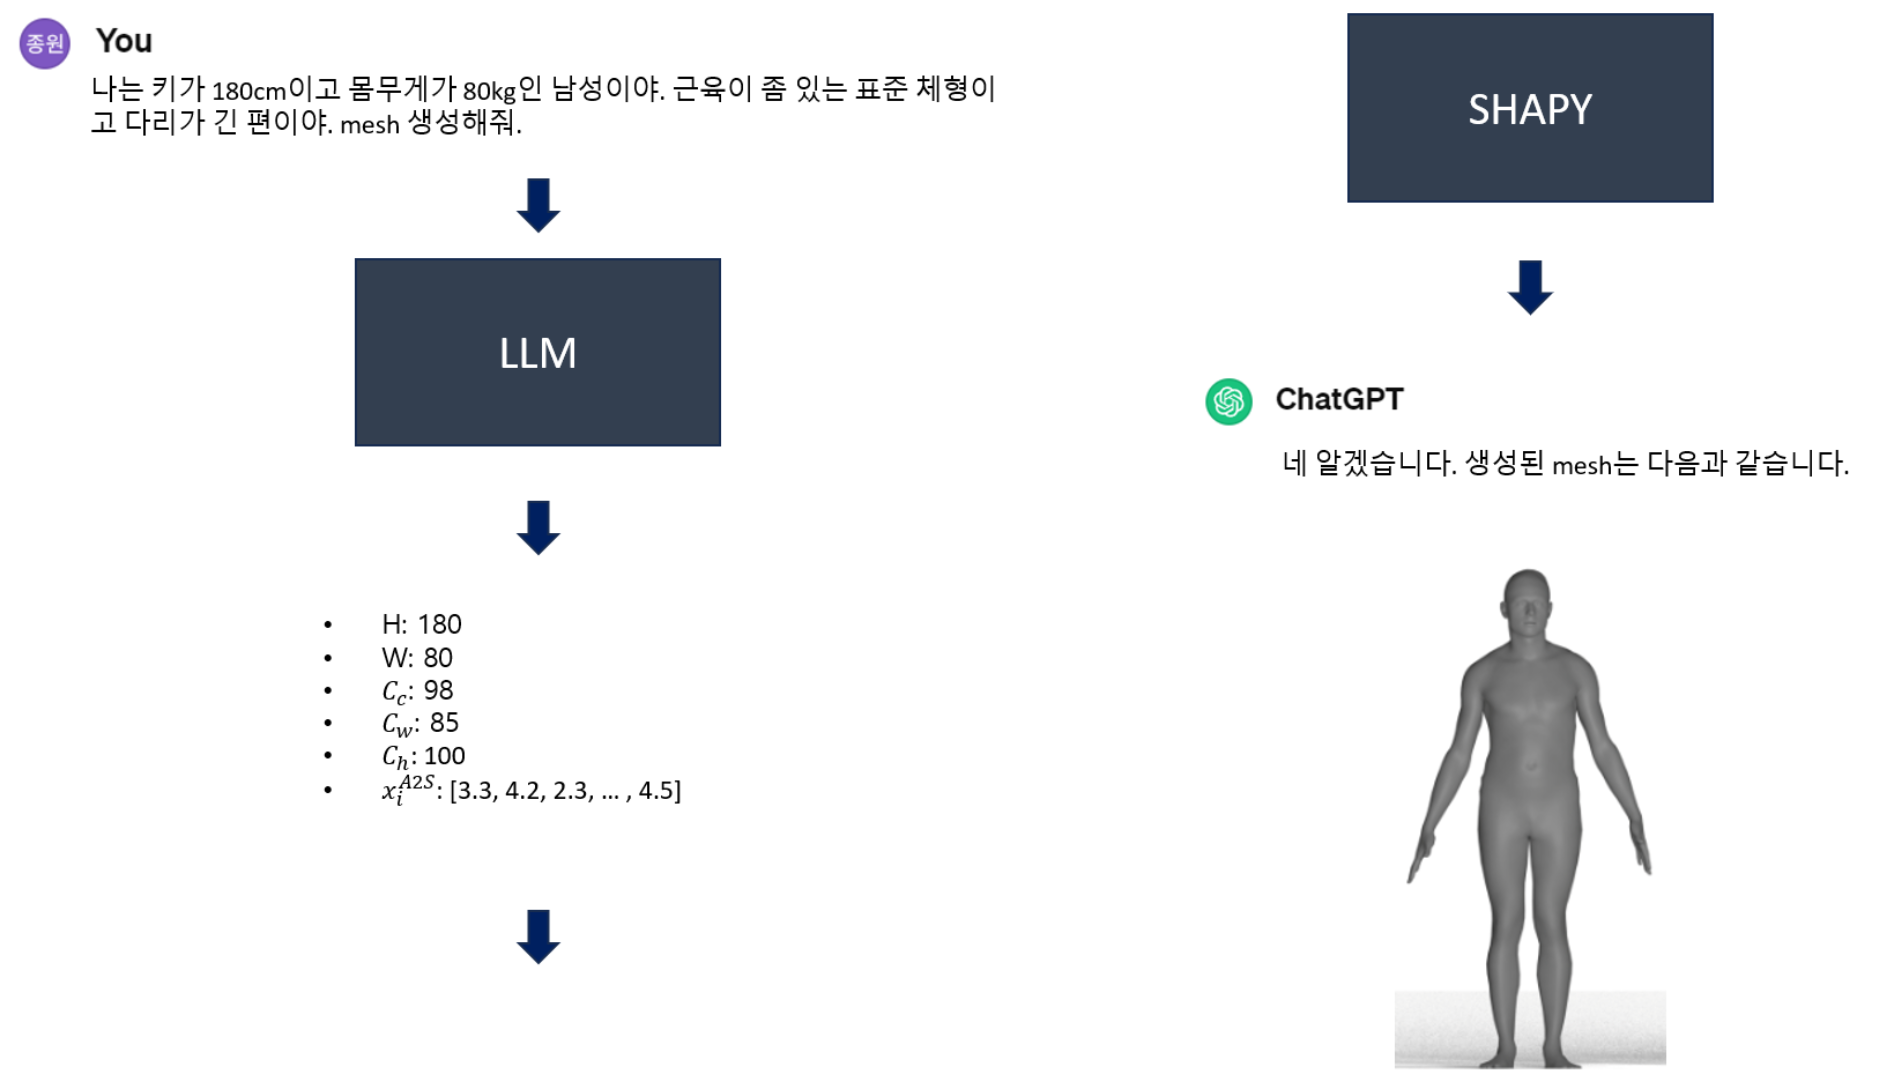 종원
You
나는 키가 180cm이고 몸무게가 80kg인 남성이야. 근육이 좀 있는 표준 체형이
고 다리가 긴 편이야. mesh 생성해줘.
LLM
• H: 180
• W: 80
• C_c: 98
• C_w: 85
• C_h: 100
• x_i^{A2S}: [3.3, 4.2, 2.3, … , 4.5]
SHAPY
ChatGPT
네 알겠습니다. 생성된 mesh는 다음과 같습니다.